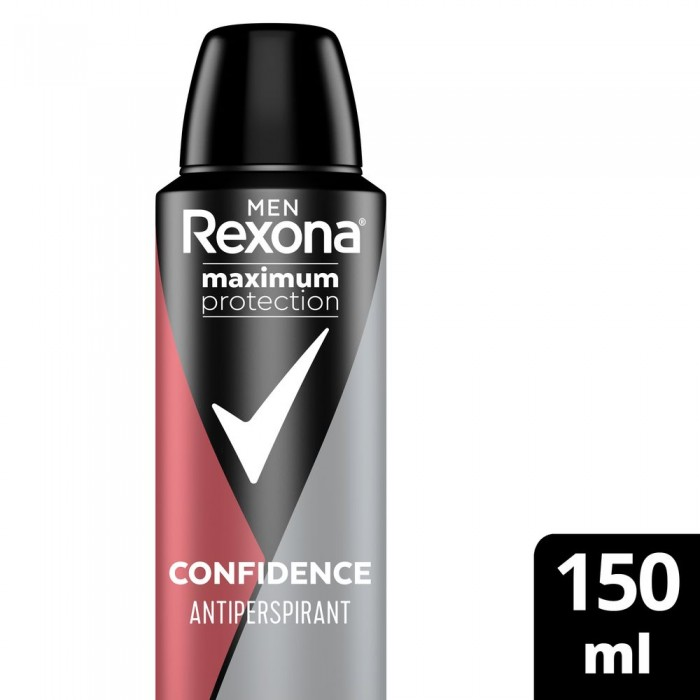 MEN
Rexona®
maximum
protection
CONFIDENCE
ANTIPERSPIRANT
150
ml